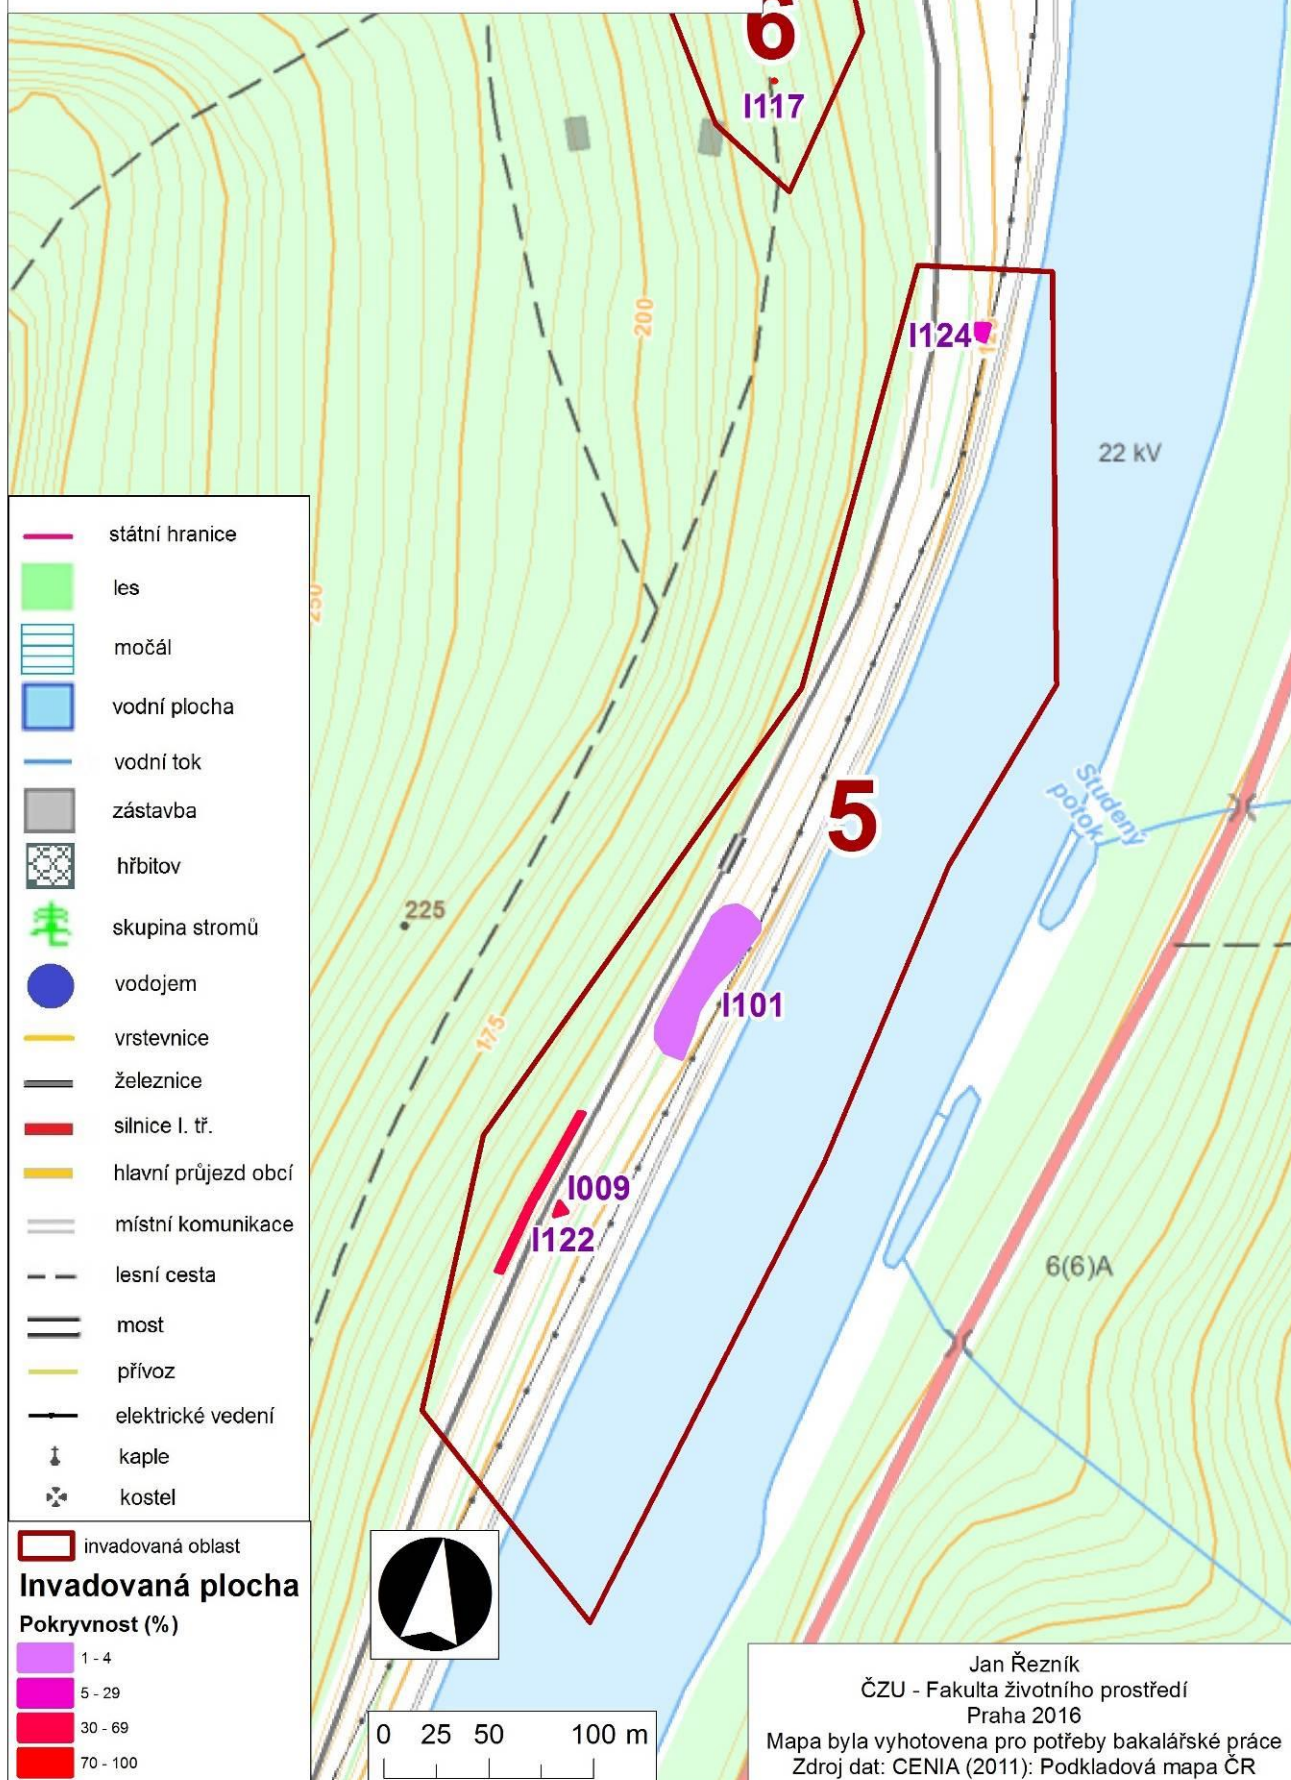 6
I117
200
I124
125
22 kV
státní hranice
les
250
močál
vodní plocha
vodní tok
Studený
potok
zástavba
5
hřbitov
225
skupina stromů
vodojem
I101
vrstevnice
175
železnice
silnice I. tř.
hlavní průjezd obcí
I009
místní komunikace
I122
6(6)A
lesní cesta
most
přívoz
elektrické vedení
kaple
kostel
invadovaná oblast
Invadovaná plocha
Pokryvnost (%)
1 - 4
5 - 29
30 - 69
70 - 100
0 25 50 100 m
Jan Řezník
ČZU - Fakulta životního prostředí
Praha 2016
Mapa byla vyhotovena pro potřeby bakalářské práce
Zdroj dat: CENIA (2011): Podkladová mapa ČR